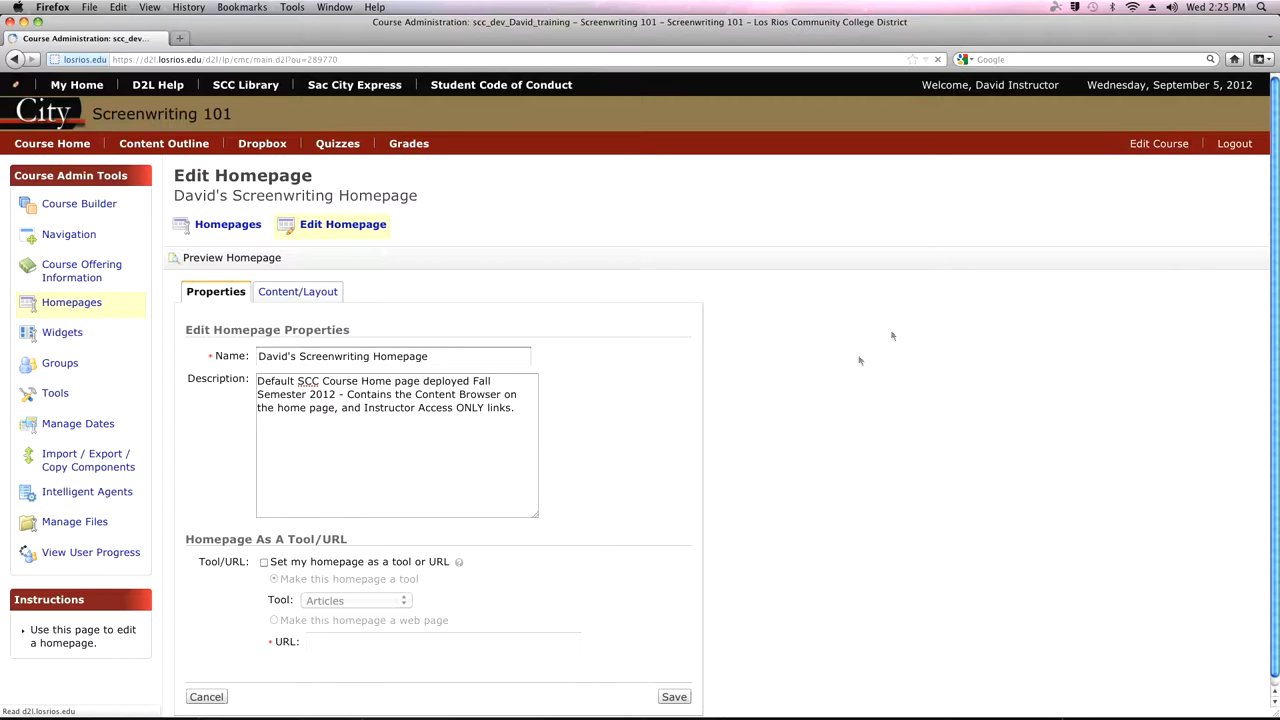 Firefox File Edit View History Bookmarks Tools Window Help Wed 2:25 PM
Course Administration: scc_dev_David_training – Screenwriting 101 - Screenwriting 101 - Los Rios Community College District
Course Administration: scc_dev...
losrios.edu https://d2l.losrios.edu/d2l/lp/cmc/main.d2l?ou=289770 Google
My Home D2L Help SCC Library Sac City Express Student Code of Conduct Welcome, David Instructor Wednesday, September 5, 2012
City Screenwriting 101
Course Home Content Outline Dropbox Quizzes Grades Edit Course Logout
Course Admin Tools
Course Builder
Navigation
Course Offering
Information
Homepages
Widgets
Groups
Tools
Manage Dates
Import / Export /
Copy Components
Intelligent Agents
Manage Files
View User Progress
Instructions
Use this page to edit
a homepage.
Edit Homepage
David's Screenwriting Homepage
Homepages Edit Homepage
Preview Homepage
Properties Content/Layout
Edit Homepage Properties
* Name: David's Screenwriting Homepage
Description: Default SCC Course Home page deployed Fall
Semester 2012 - Contains the Content Browser on
the home page, and Instructor Access ONLY links.
Homepage As A Tool/URL
Tool/URL: Set my homepage as a tool or URL
Make this homepage a tool
Tool: Articles
Make this homepage a web page
* URL:
Cancel Save
Read d2l.losrios.edu